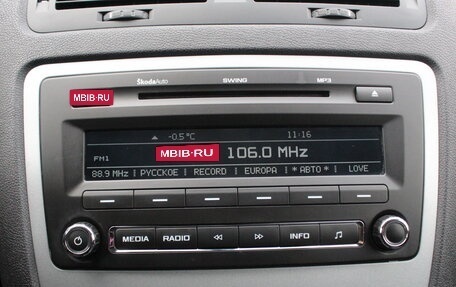 ŠkodaAuto SWING MP3
MBIB·RU
-0.5 °C 11:16
FM1 MBIB·RU 106.0 MHz
88.9 MHz | РУССКОЕ | RECORD | EUROPA | *АВТО* | LOVE
MEDIA RADIO INFO